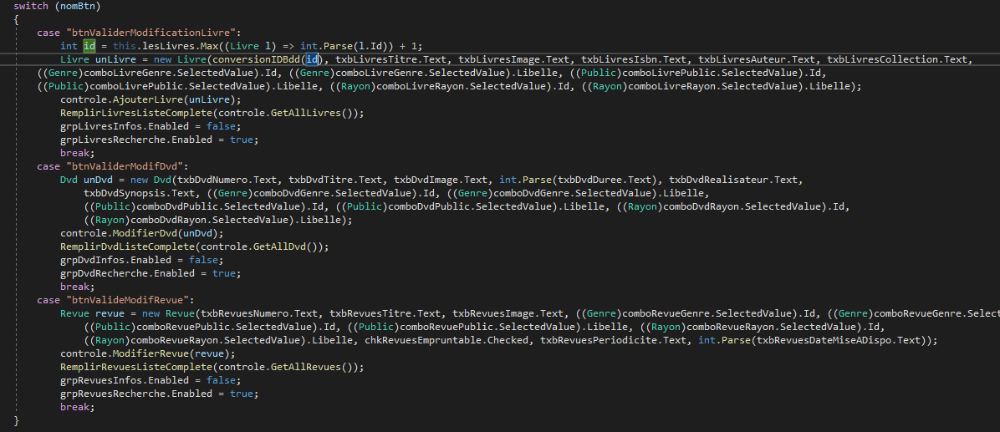 switch (nomBtn)
{
case "btnValiderModificationLivre":
int id = this.lesLivres.Max((Livre l) => int.Parse(l.Id)) + 1;
Livre unLivre = new Livre(conversionIDBdd(id), txbLivresTitre.Text, txbLivresImage.Text, txbLivresIsbn.Text, txbLivresAuteur.Text, txbLivresCollection.Text,
((Genre)comboLivreGenre.SelectedValue).Id, ((Genre)comboLivreGenre.SelectedValue).Libelle, ((Public)comboLivrePublic.SelectedValue).Id,
((Public)comboLivrePublic.SelectedValue).Libelle, ((Rayon)comboLivreRayon.SelectedValue).Id, ((Rayon)comboLivreRayon.SelectedValue).Libelle);
controle.AjouterLivre(unLivre);
RemplirLivresListeComplete(controle.GetAllLivres());
grpLivresInfos.Enabled = false;
grpLivresRecherche.Enabled = true;
break;
case "btnValiderModifDvd":
Dvd unDvd = new Dvd(txbDvdNumero.Text, txbDvdTitre.Text, txbDvdImage.Text, int.Parse(txbDvdDuree.Text), txbDvdRealisateur.Text,
txbDvdSynopsis.Text, ((Genre)comboDvdGenre.SelectedValue).Id, ((Genre)comboDvdGenre.SelectedValue).Libelle,
((Public)comboDvdPublic.SelectedValue).Id, ((Public)comboDvdPublic.SelectedValue).Libelle, ((Rayon)comboDvdRayon.SelectedValue).Id,
((Rayon)comboDvdRayon.SelectedValue).Libelle);
controle.ModifierDvd(unDvd);
RemplirDvdListeComplete(controle.GetAllDvd());
grpDvdInfos.Enabled = false;
grpDvdRecherche.Enabled = true;
break;
case "btnValideModifRevue":
Revue revue = new Revue(txbRevuesNumero.Text, txbRevuesTitre.Text, txbRevuesImage.Text, ((Genre)comboRevueGenre.SelectedValue).Id, ((Genre)comboRevueGenre.Select
((Public)comboRevuePublic.SelectedValue).Id, ((Public)comboRevuePublic.SelectedValue).Libelle, ((Rayon)comboRevueRayon.SelectedValue).Id,
((Rayon)comboRevueRayon.SelectedValue).Libelle, chkRevuesEmpruntable.Checked, txbRevuesPeriodicite.Text, int.Parse(txbRevuesDateMiseADispo.Text));
controle.ModifierRevue(revue);
RemplirRevuesListeComplete(controle.GetAllRevues());
grpRevuesInfos.Enabled = false;
grpRevuesRecherche.Enabled = true;
break;
}